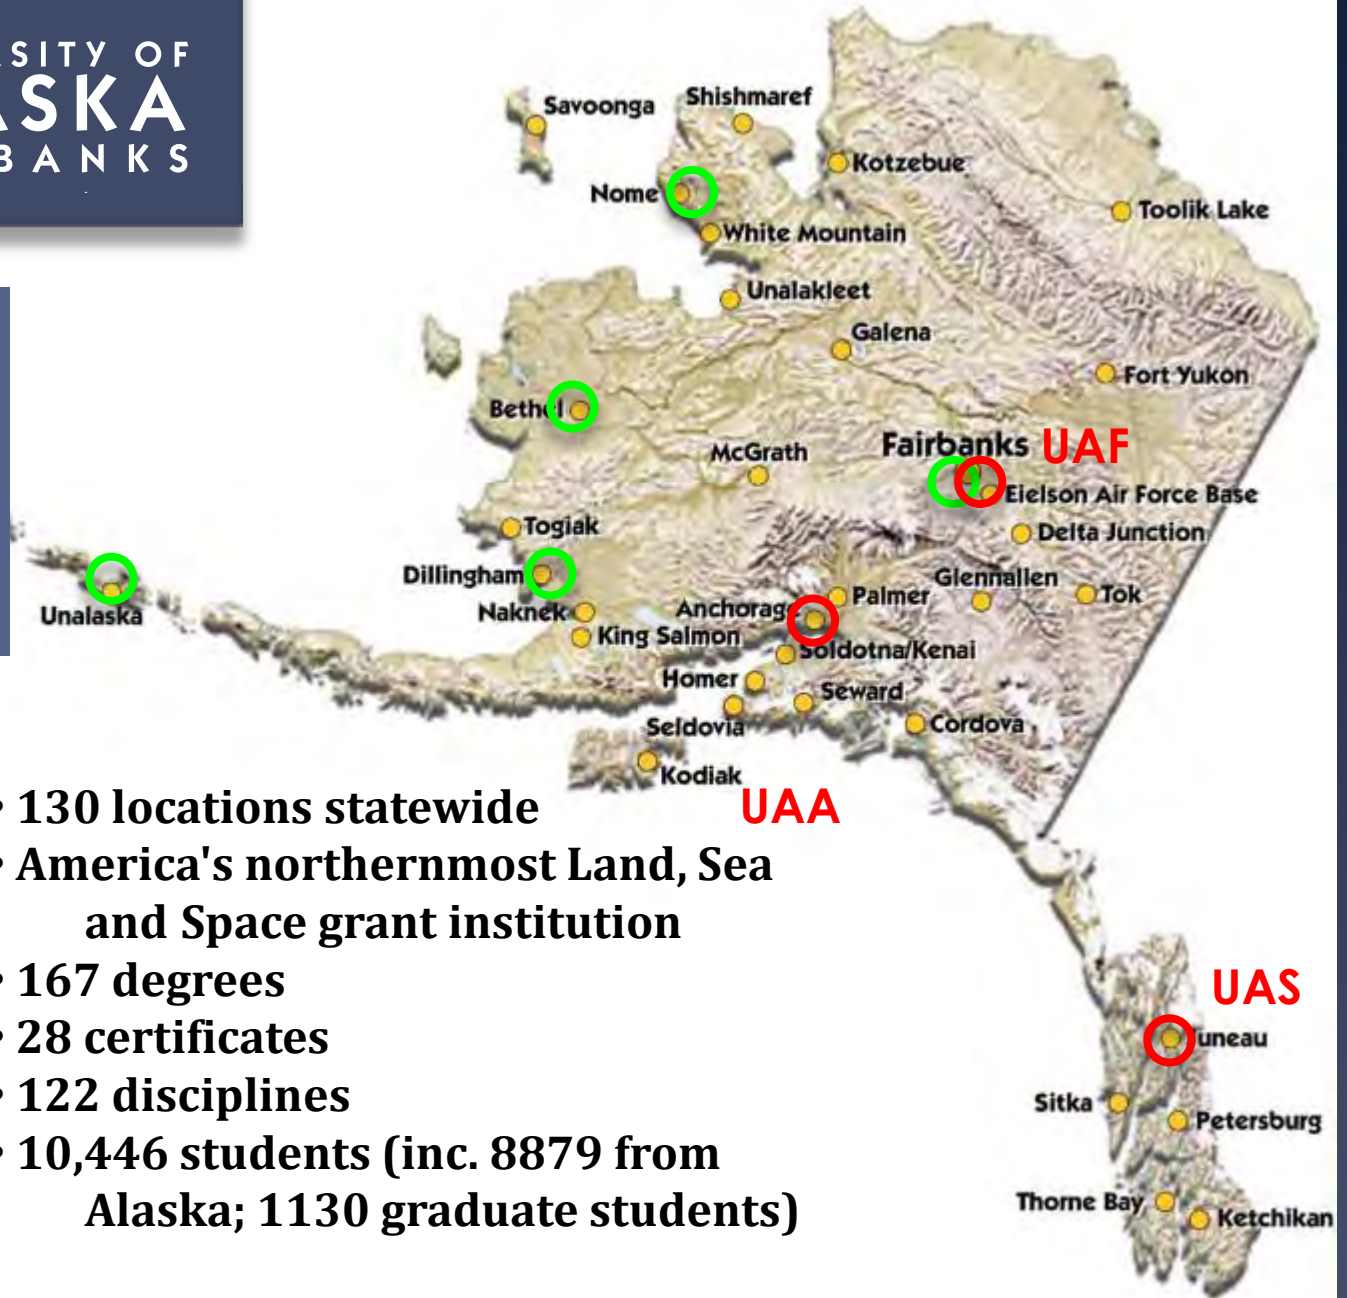 SITY OF
ASKA
BANKS
Savoonga
Shishmaref
Kotzebue
Nome
Toolik Lake
White Mountain
Unalakleet
Galena
Fort Yukon
Bethel
Fairbanks UAF
McGrath
Eielson Air Force Base
Togiak
Delta Junction
Dillingham
Glennallen
Tok
Palmer
Unalaska
Naknek
Anchorage
King Salmon
Soldotna/Kenai
Homer
Seward
Seldovia
Cordova
Kodiak
UAA
• 130 locations statewide
• America's northernmost Land, Sea
and Space grant institution
• 167 degrees
• 28 certificates
• 122 disciplines
• 10,446 students (inc. 8879 from
Alaska; 1130 graduate students)
UAS
Juneau
Sitka
Petersburg
Thorne Bay
Ketchikan